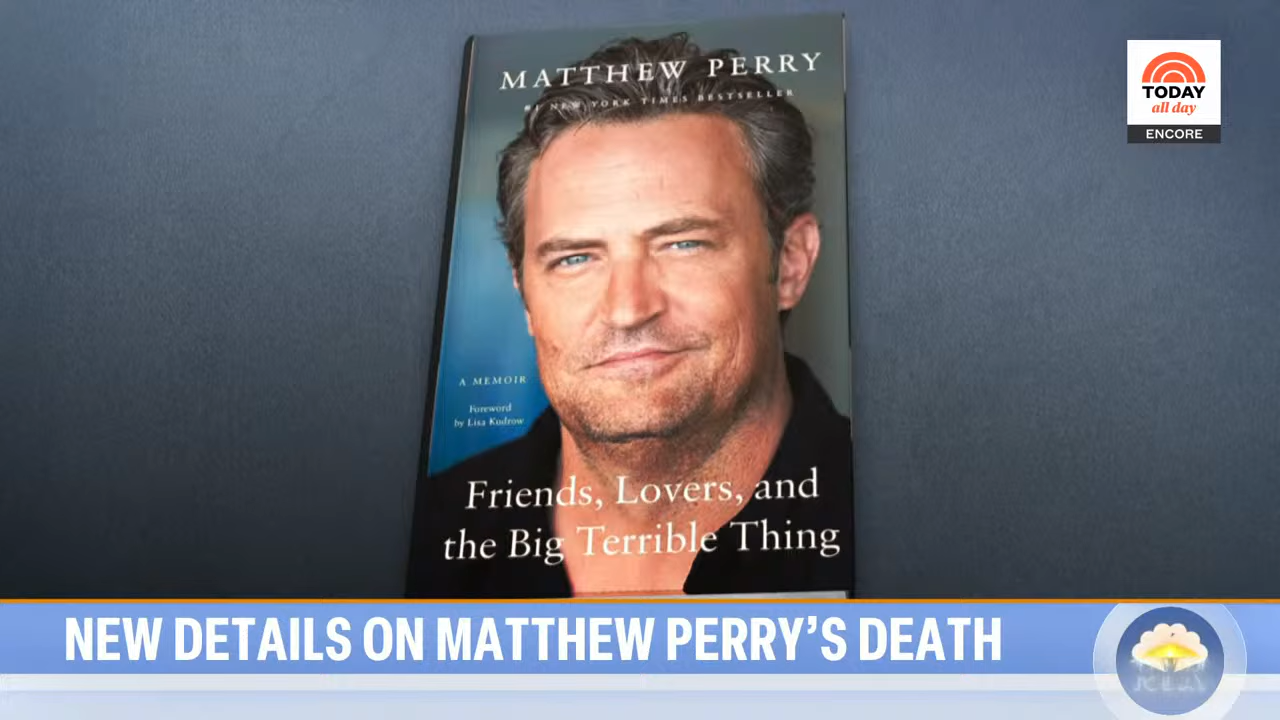 MATTHEW PERRY
#1 NEW YORK TIMES BESTSELLER
TODAY
all day
ENCORE
A MEMOIR
Foreword
by Lisa Kudrow
Friends, Lovers, and
the Big Terrible Thing
NEW DETAILS ON MATTHEW PERRY'S DEATH